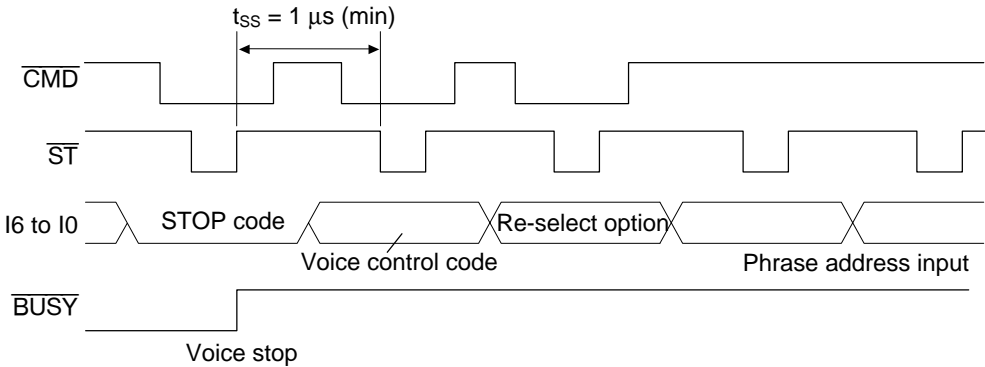 tSS = 1 μs (min)
CMD
ST
I6 to I0
STOP code
Re-select option
Voice control code
Phrase address input
BUSY
Voice stop